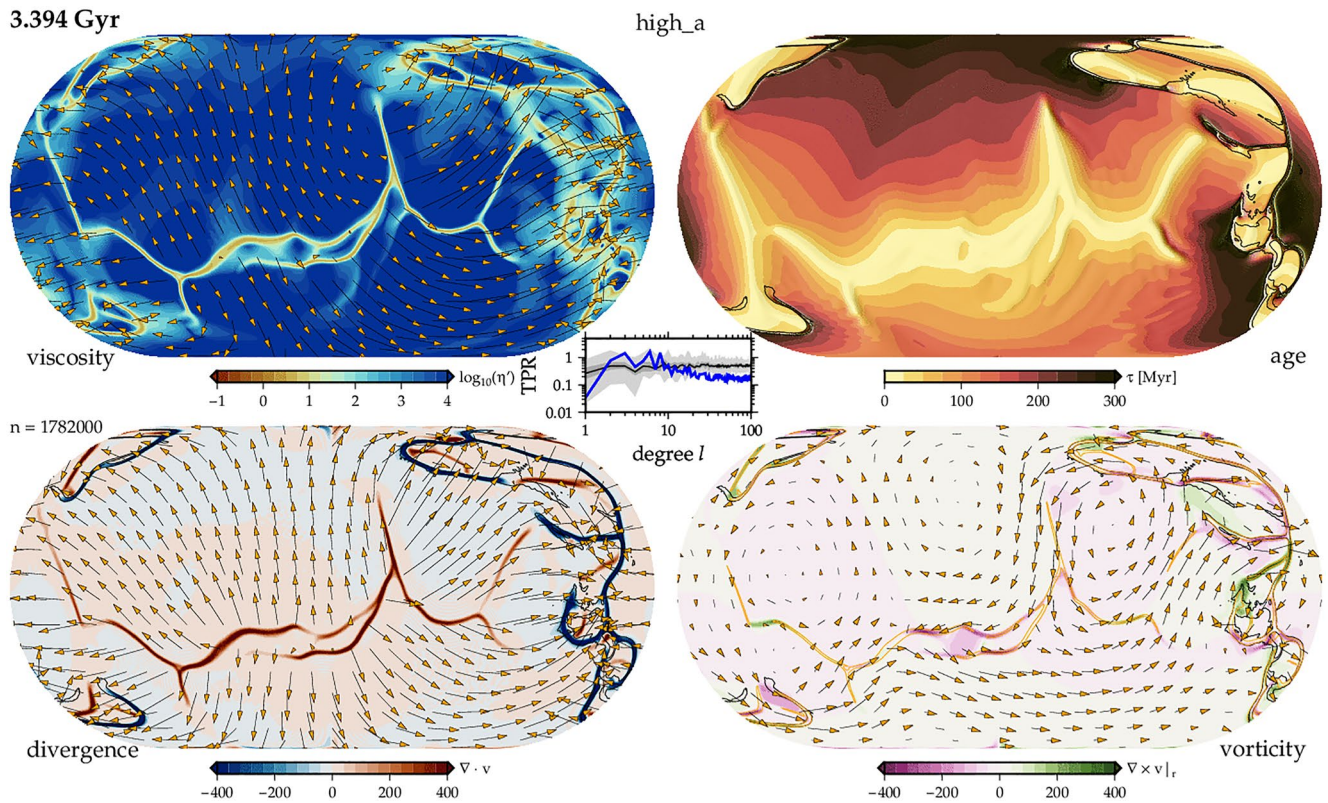 3.394 Gyr
high_a
viscosity
age
−1 0 1 2 3 4 log₁₀(η′)
TPR
1
0.1
0.01
1 10 100
degree l
0 100 200 300 τ [Myr]
n = 1782000
divergence
vorticity
−400 −200 0 200 400 ∇ · v
−400 −200 0 200 400 ∇ × v|ᵣ